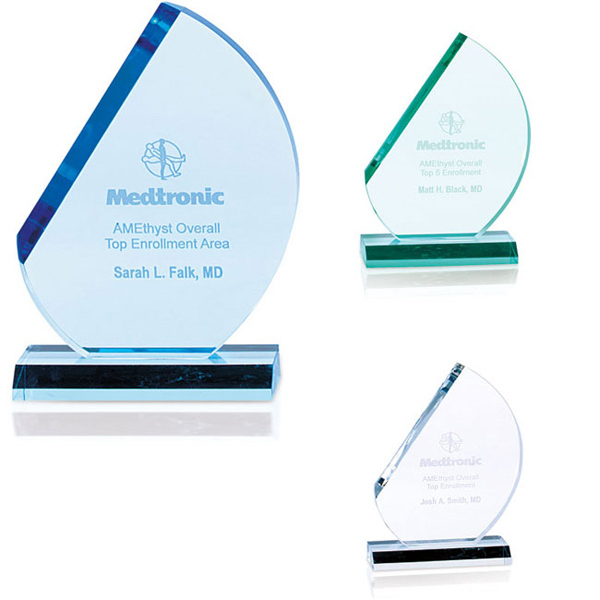 Medtronic
AMEthyst Overall
Top Enrollment Area
Sarah L. Falk, MD
Medtronic
AMEthyst Overall
Top 5 Enrollment
Matt H. Black, MD
Medtronic
AMEthyst Overall
Top Enrollment
Josh A. Smith, MD